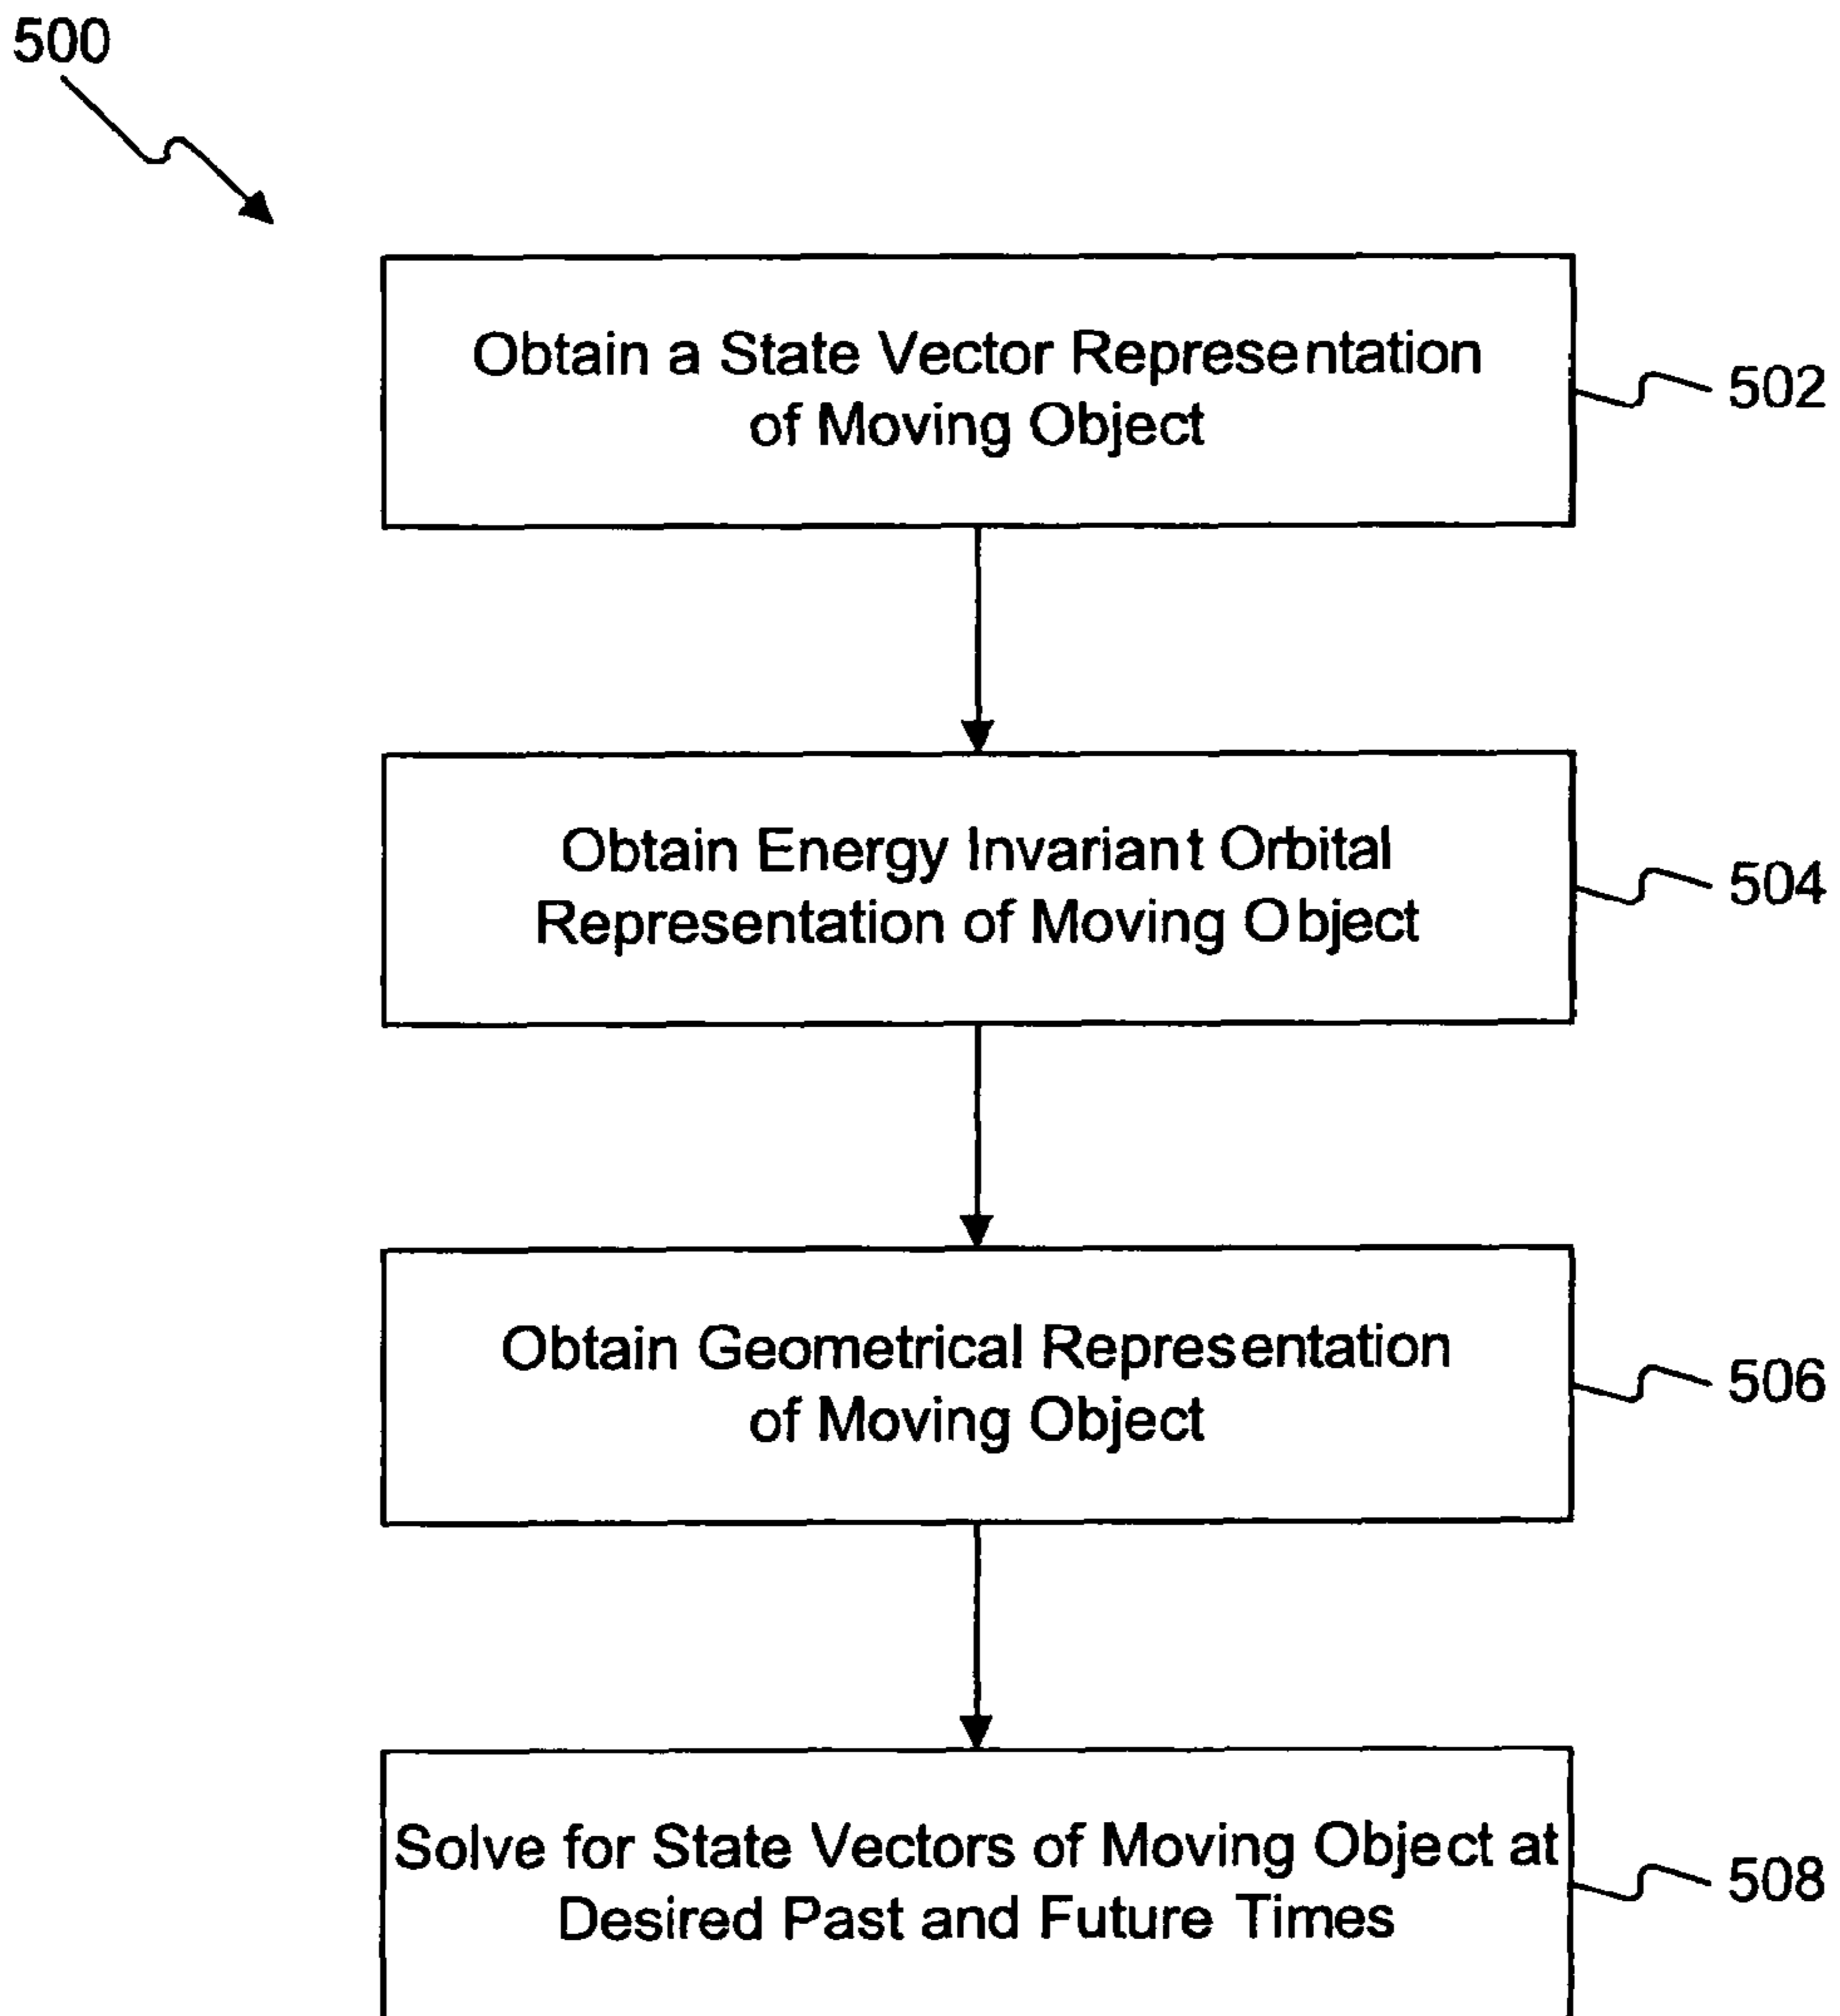 500
Obtain a State Vector Representation
of Moving Object
502
Obtain Energy Invariant Orbital
Representation of Moving Object
504
Obtain Geometrical Representation
of Moving Object
506
Solve for State Vectors of Moving Object at
Desired Past and Future Times
508